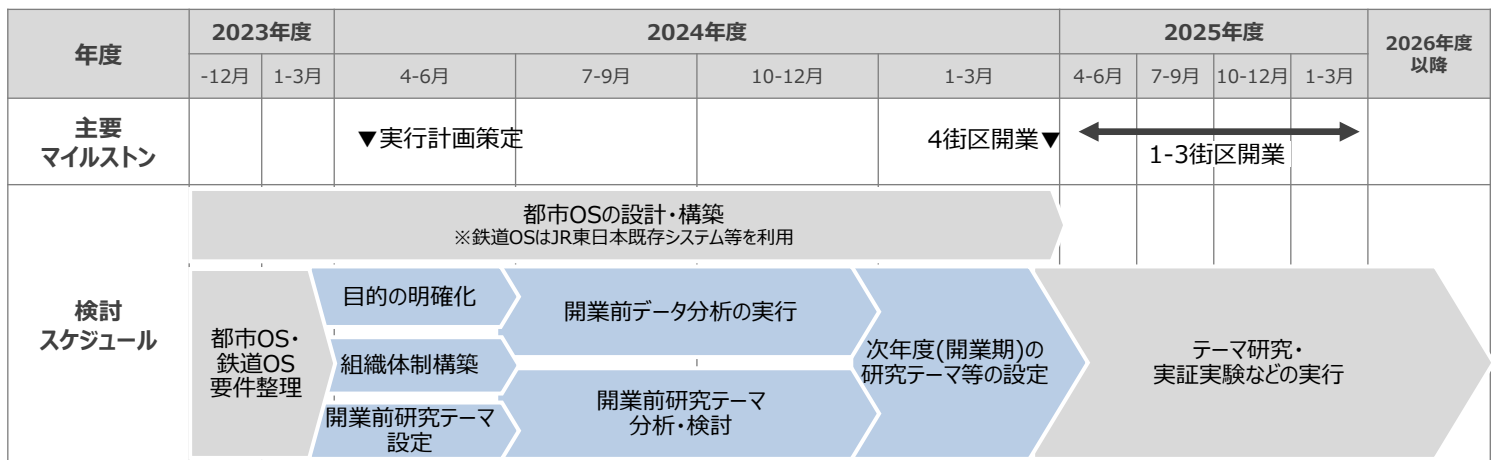 年度
2023年度
2024年度
2025年度
2026年度
以降
-12月
1-3月
4-6月
7-9月
10-12月
1-3月
4-6月
7-9月
10-12月
1-3月
主要
マイルストン
▼実行計画策定
4街区開業▼
1-3街区開業
検討
スケジュール
都市OSの設計・構築
※鉄道OSはJR東日本既存システム等を利用
都市OS・
鉄道OS
要件整理
目的の明確化
組織体制構築
開業前研究テーマ
設定
開業前データ分析の実行
開業前研究テーマ
分析・検討
次年度(開業期)の
研究テーマ等の設定
テーマ研究・
実証実験などの実行